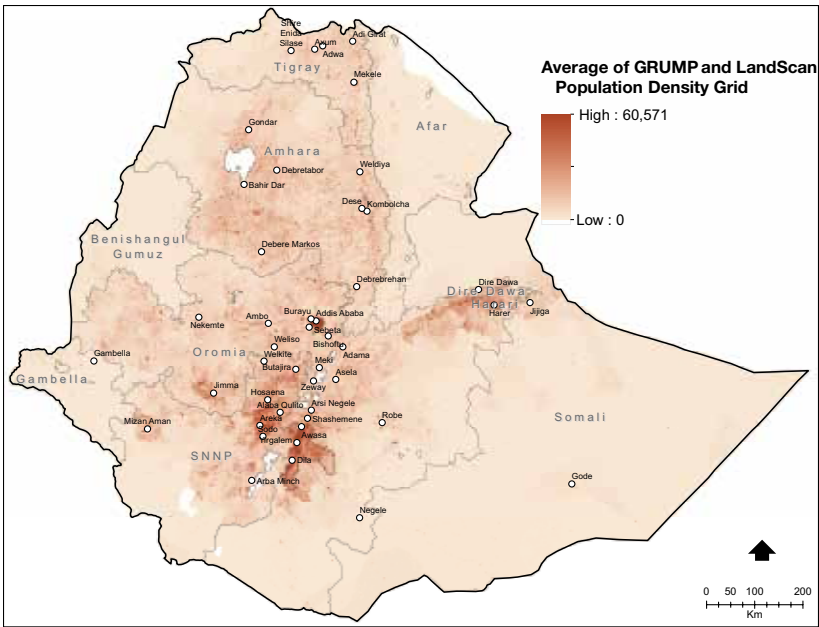 Shire
Enida
Silase
Axum
Adwa
Adi Girat
Tigray
Mekele
Average of GRUMP and LandScan
Population Density Grid
High : 60,571
Low : 0
Gondar
Afar
Amhara
Debretabor
Weldiya
Bahir Dar
Dese
Kombolcha
Benishangul
Gumuz
Debere Markos
Debrebrehan
Dire Dawa
Dire Dawa
Harari
Harer
Jijiga
Nekemte
Ambo
Burayu
Addis Ababa
Sebeta
Bishoftu
Weliso
Adama
Oromia
Welkite
Gambella
Butajira
Meki
Asela
Gambella
Zeway
Jimma
Hosaena
Alaba Qulito
Arsi Negele
Areka
Shashemene
Robe
Somali
Mizan Aman
Sodo
Awasa
Yirgalem
SNNP
Dila
Arba Minch
Gode
Negele
0 50 100 200
Km